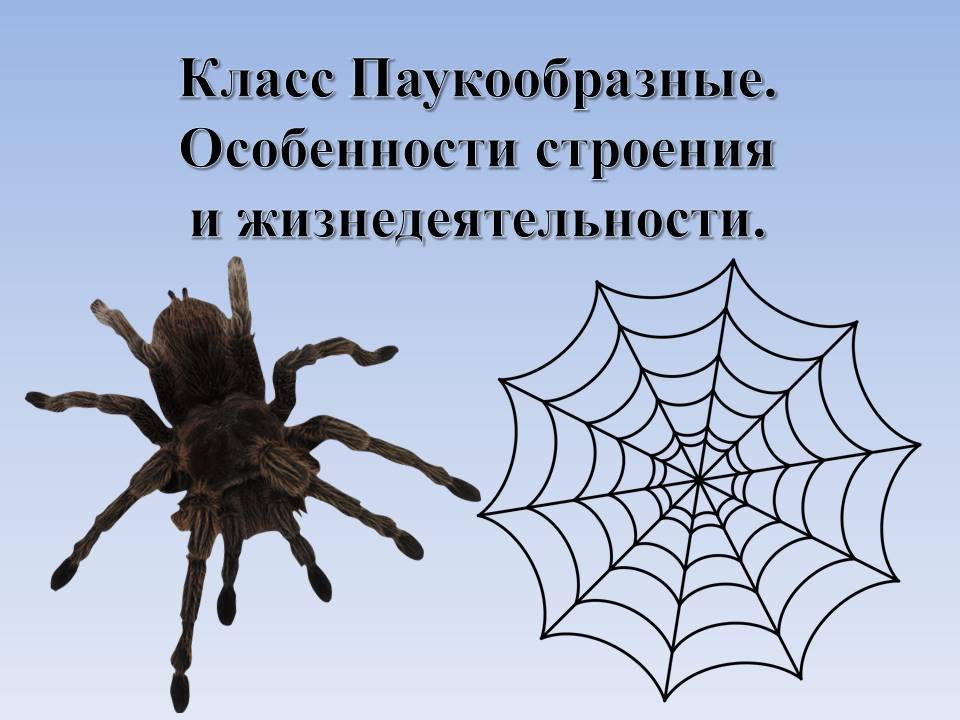 Класс Паукообразные.
Особенности строения
и жизнедеятельности.